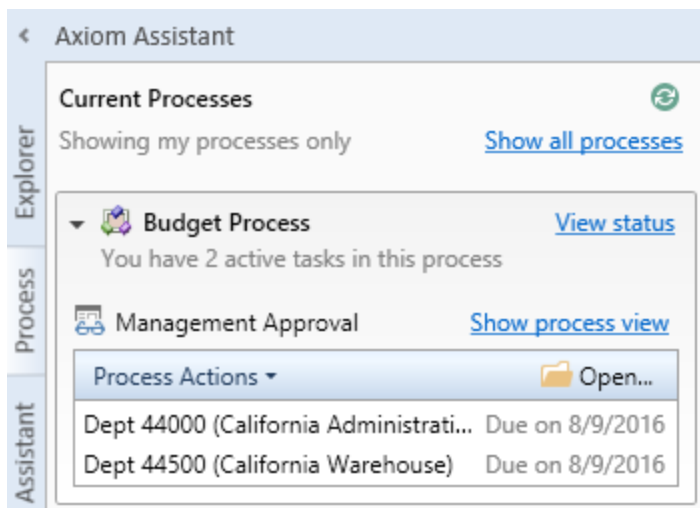 Axiom Assistant
Current Processes
Showing my processes only Show all processes
Explorer
Budget Process View status
You have 2 active tasks in this process
Process
Management Approval Show process view
Process Actions Open...
Assistant
Dept 44000 (California Administrati... Due on 8/9/2016
Dept 44500 (California Warehouse) Due on 8/9/2016